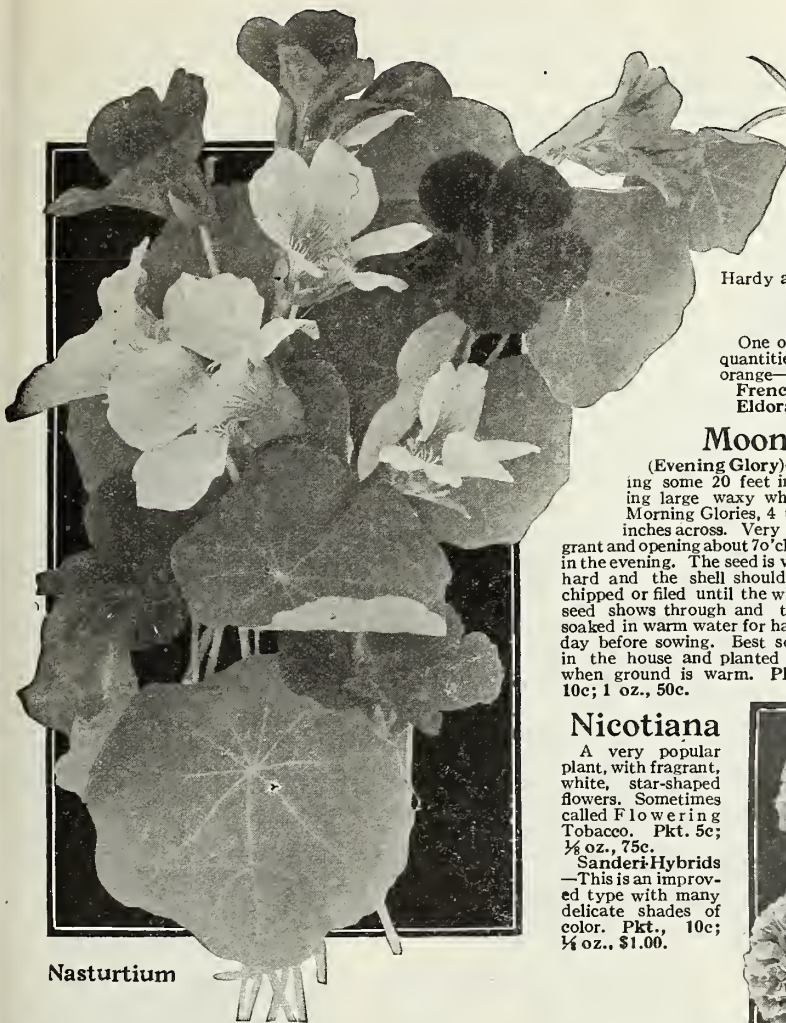 Hardy a
One o
quantitie
orange—
Frenc
Eldora
Moon
(Evening Glory)-
ing some 20 feet in
ing large waxy wh
Morning Glories, 4
inches across. Very
grant and opening about 7 o'cl
in the evening. The seed is v
hard and the shell should
chipped or filed until the w
seed shows through and t
soaked in warm water for ha
day before sowing. Best s
in the house and planted
when ground is warm. Pk
10c; 1 oz., 50c.
Nicotiana
A very popular
plant, with fragrant,
white, star-shaped
flowers. Sometimes
called Flowering
Tobacco. Pkt. 5c;
⅛ oz., 75c.
Sanderi Hybrids
—This is an improv-
ed type with many
delicate shades of
color. Pkt., 10c;
⅛ oz., $1.00.
Nasturtium